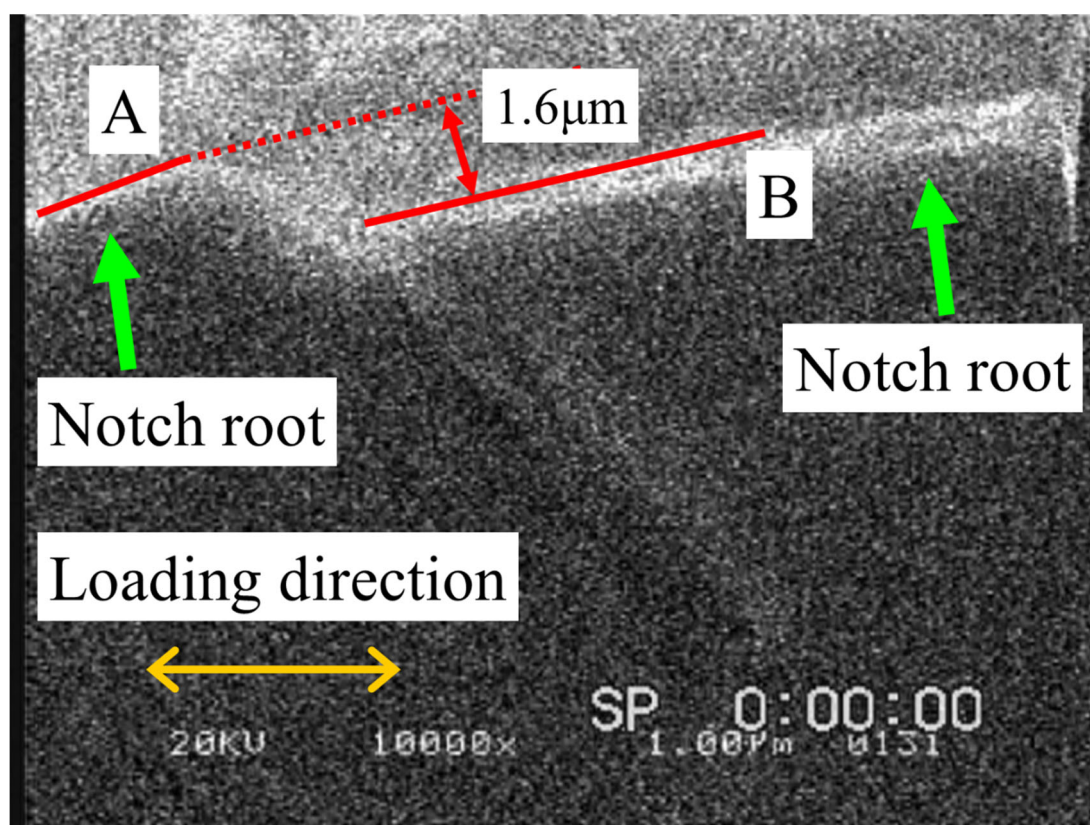 A
1.6μm
B
Notch root
Notch root
Loading direction
SP 0:00:00
20KV 10000x 1.00μm 0131